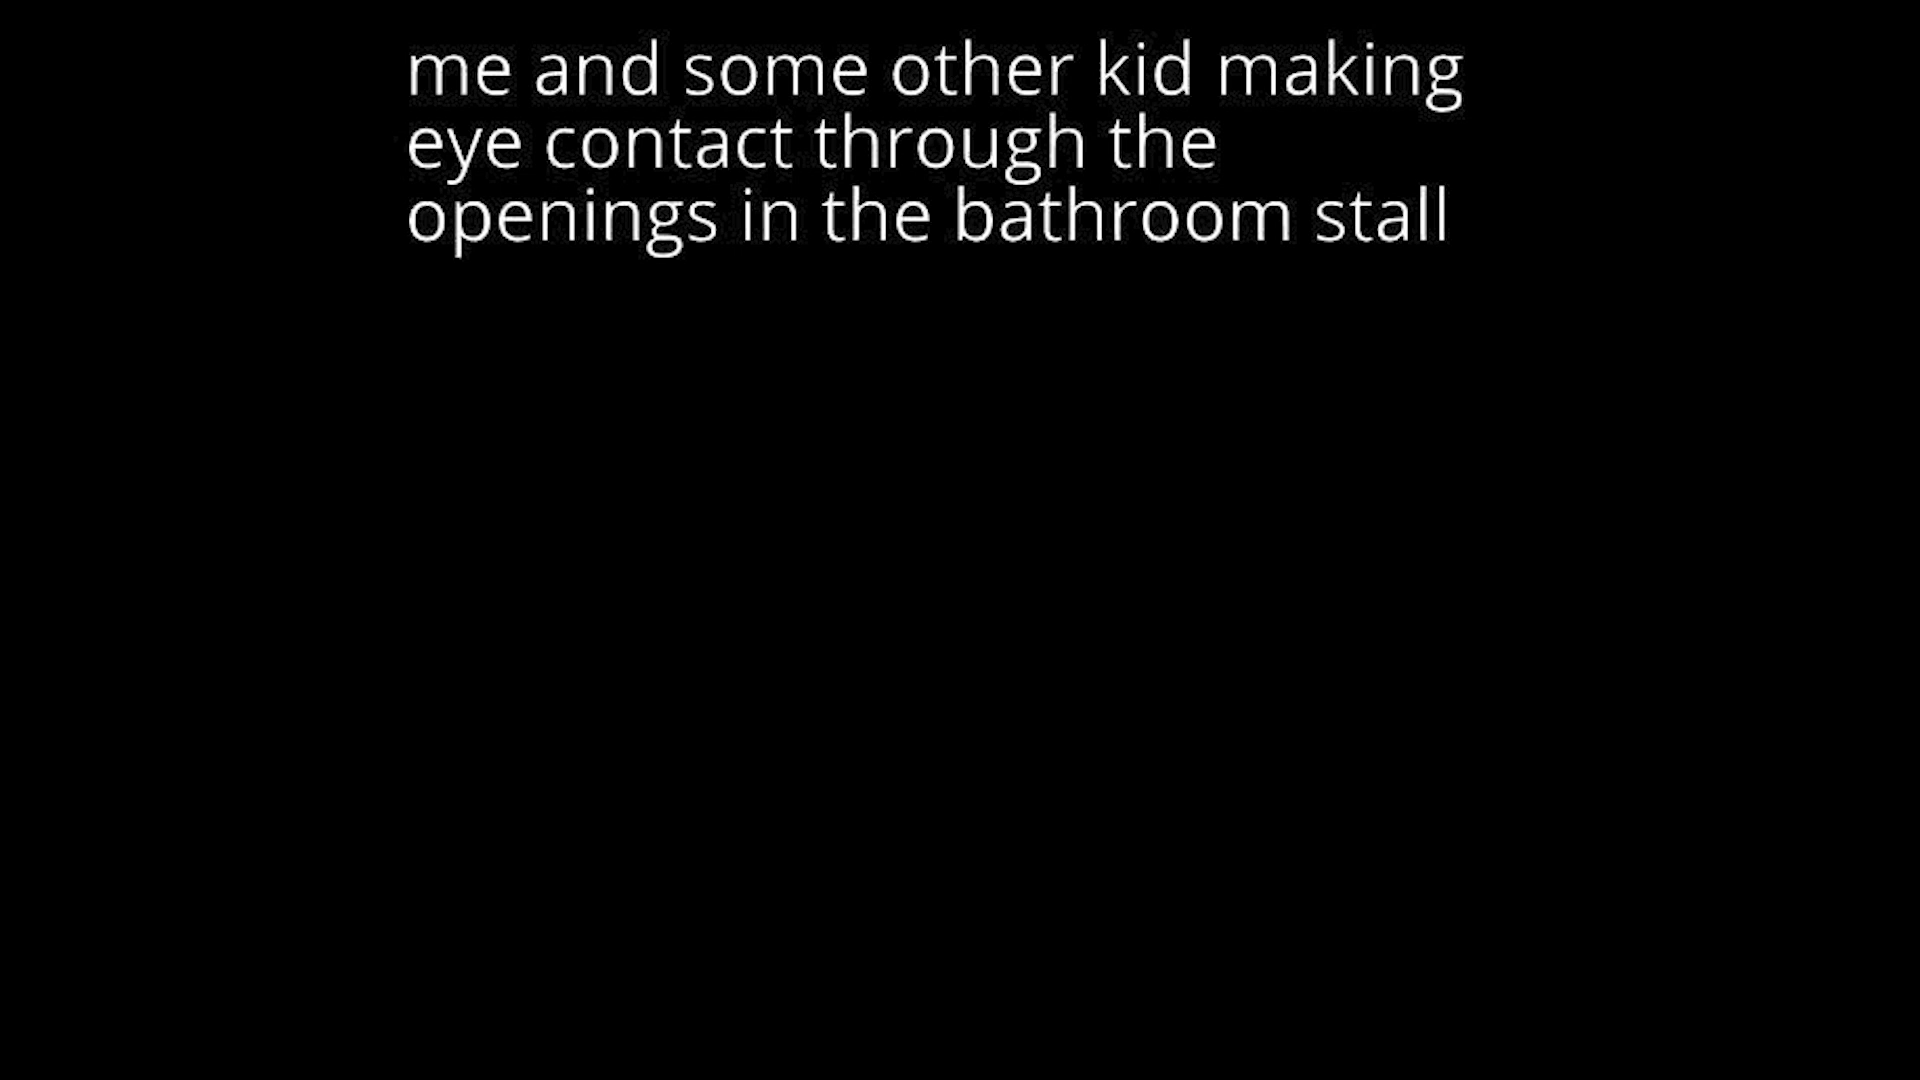 me and some other kid making
eye contact through the
openings in the bathroom stall